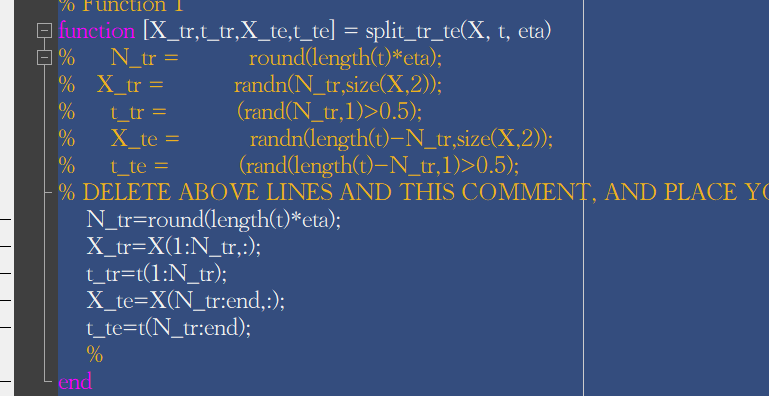 % Function 1
function [X_tr,t_tr,X_te,t_te] = split_tr_te(X, t, eta)
% N_tr = round(length(t)*eta);
% X_tr = randn(N_tr,size(X,2));
% t_tr = (rand(N_tr,1)>0.5);
% X_te = randn(length(t)-N_tr,size(X,2));
% t_te = (rand(length(t)-N_tr,1)>0.5);
% DELETE ABOVE LINES AND THIS COMMENT, AND PLACE
N_tr=round(length(t)*eta);
X_tr=X(1:N_tr,:);
t_tr=t(1:N_tr);
X_te=X(N_tr:end,:);
t_te=t(N_tr:end);
%
end